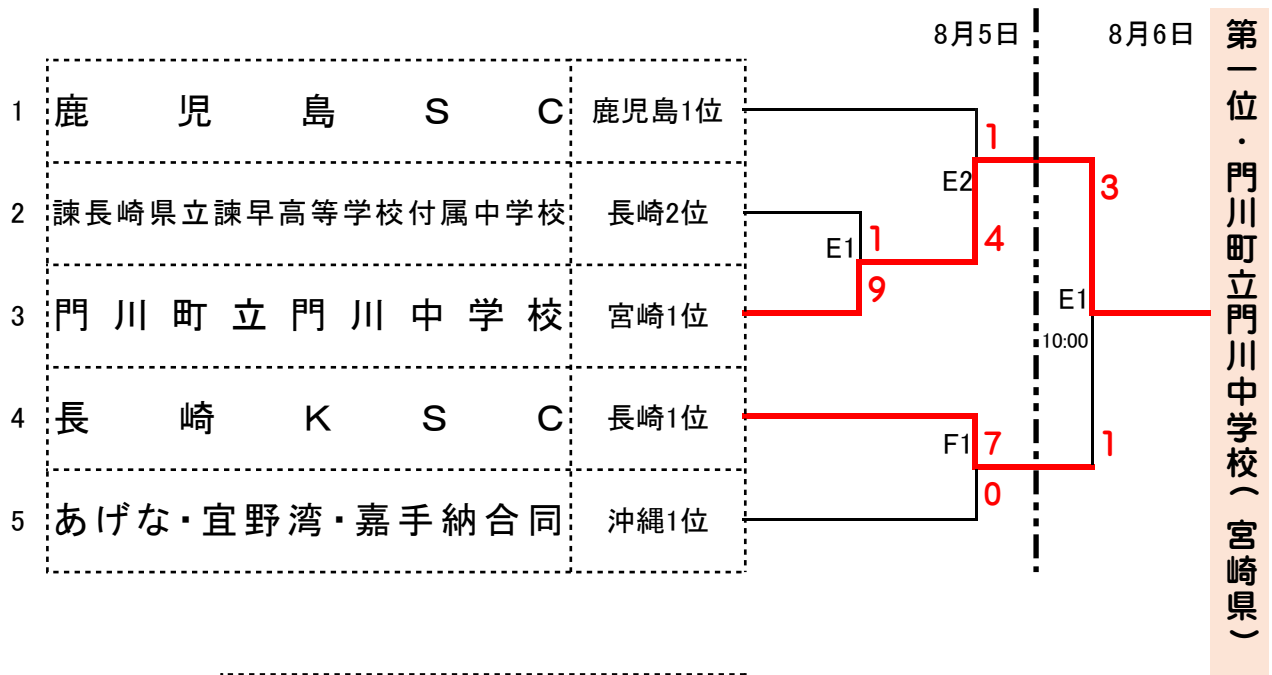 8月5日
8月6日
1 鹿児島SC 鹿児島1位
2 諫長崎県立諫早高等学校付属中学校 長崎2位
3 門川町立門川中学校 宮崎1位
4 長崎KSC 長崎1位
5 あげな・宜野湾・嘉手納合同 沖縄1位
1
E2
4
E1
1
9
3
E1
10:00
1
F1
7
0
第一位・門川町立門川中学校（宮崎県）